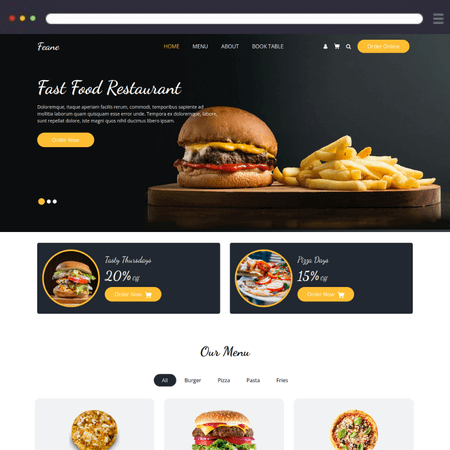 Feane
HOME MENU ABOUT BOOK TABLE Order Online
Fast Food Restaurant
Doloremque, itaque aperiam facilis rerum, commodi, temporibus sapiente ad
mollitia laborum quam quisquam esse error unde. Tempora ex doloremque, labore,
sunt repellat dolore, iste magni quos nihil ducimus libero ipsam.
Order Now
Tasty Thursdays
20% Off
Order Now
Pizza Days
15% Off
Order Now
Our Menu
All Burger Pizza Pasta Fries